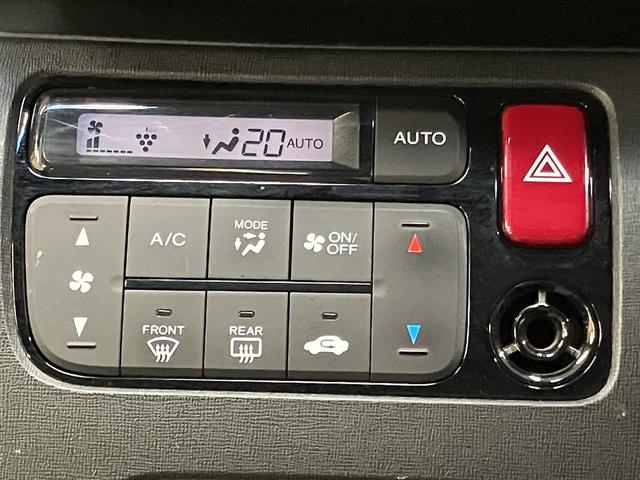 20 AUTO
AUTO
A/C
MODE
ON/
OFF
FRONT
REAR